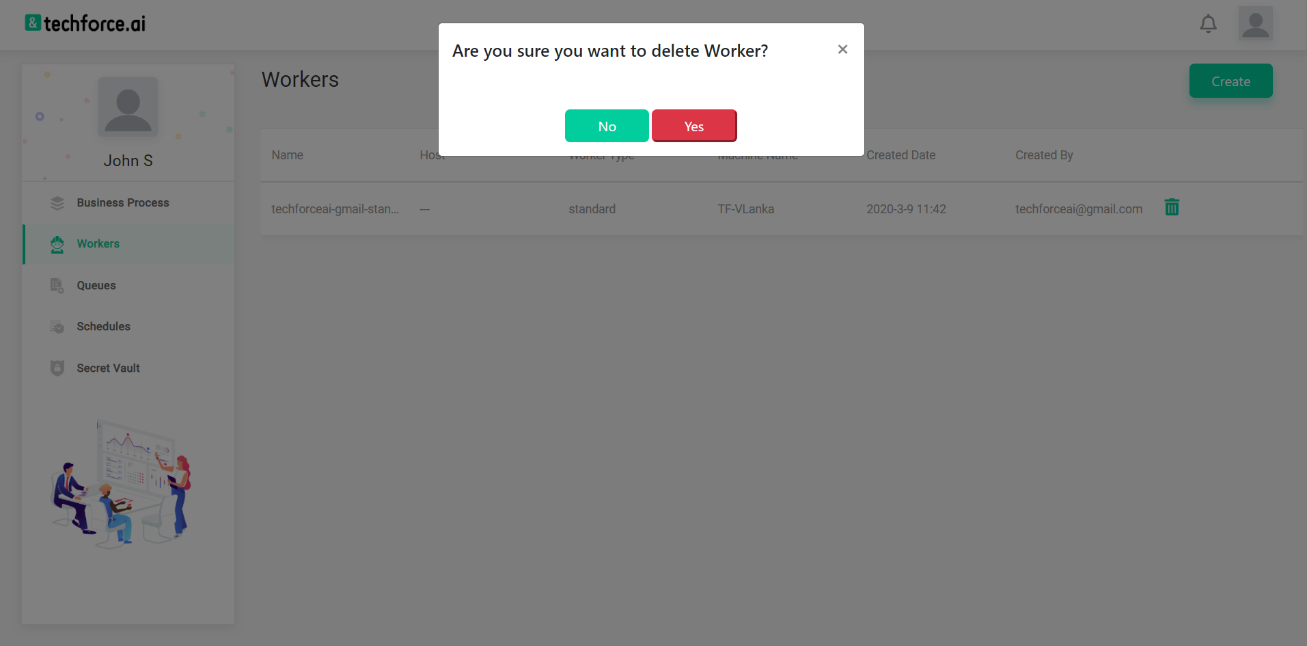 & techforce.ai
Are you sure you want to delete Worker?
×
No
Yes
Workers
Create
John S
Business Process
Workers
Queues
Schedules
Secret Vault
Name Host Worker Type Machine Name Created Date Created By
techforceai-gmail-stan... — standard TF-VLanka 2020-3-9 11:42 techforceai@gmail.com